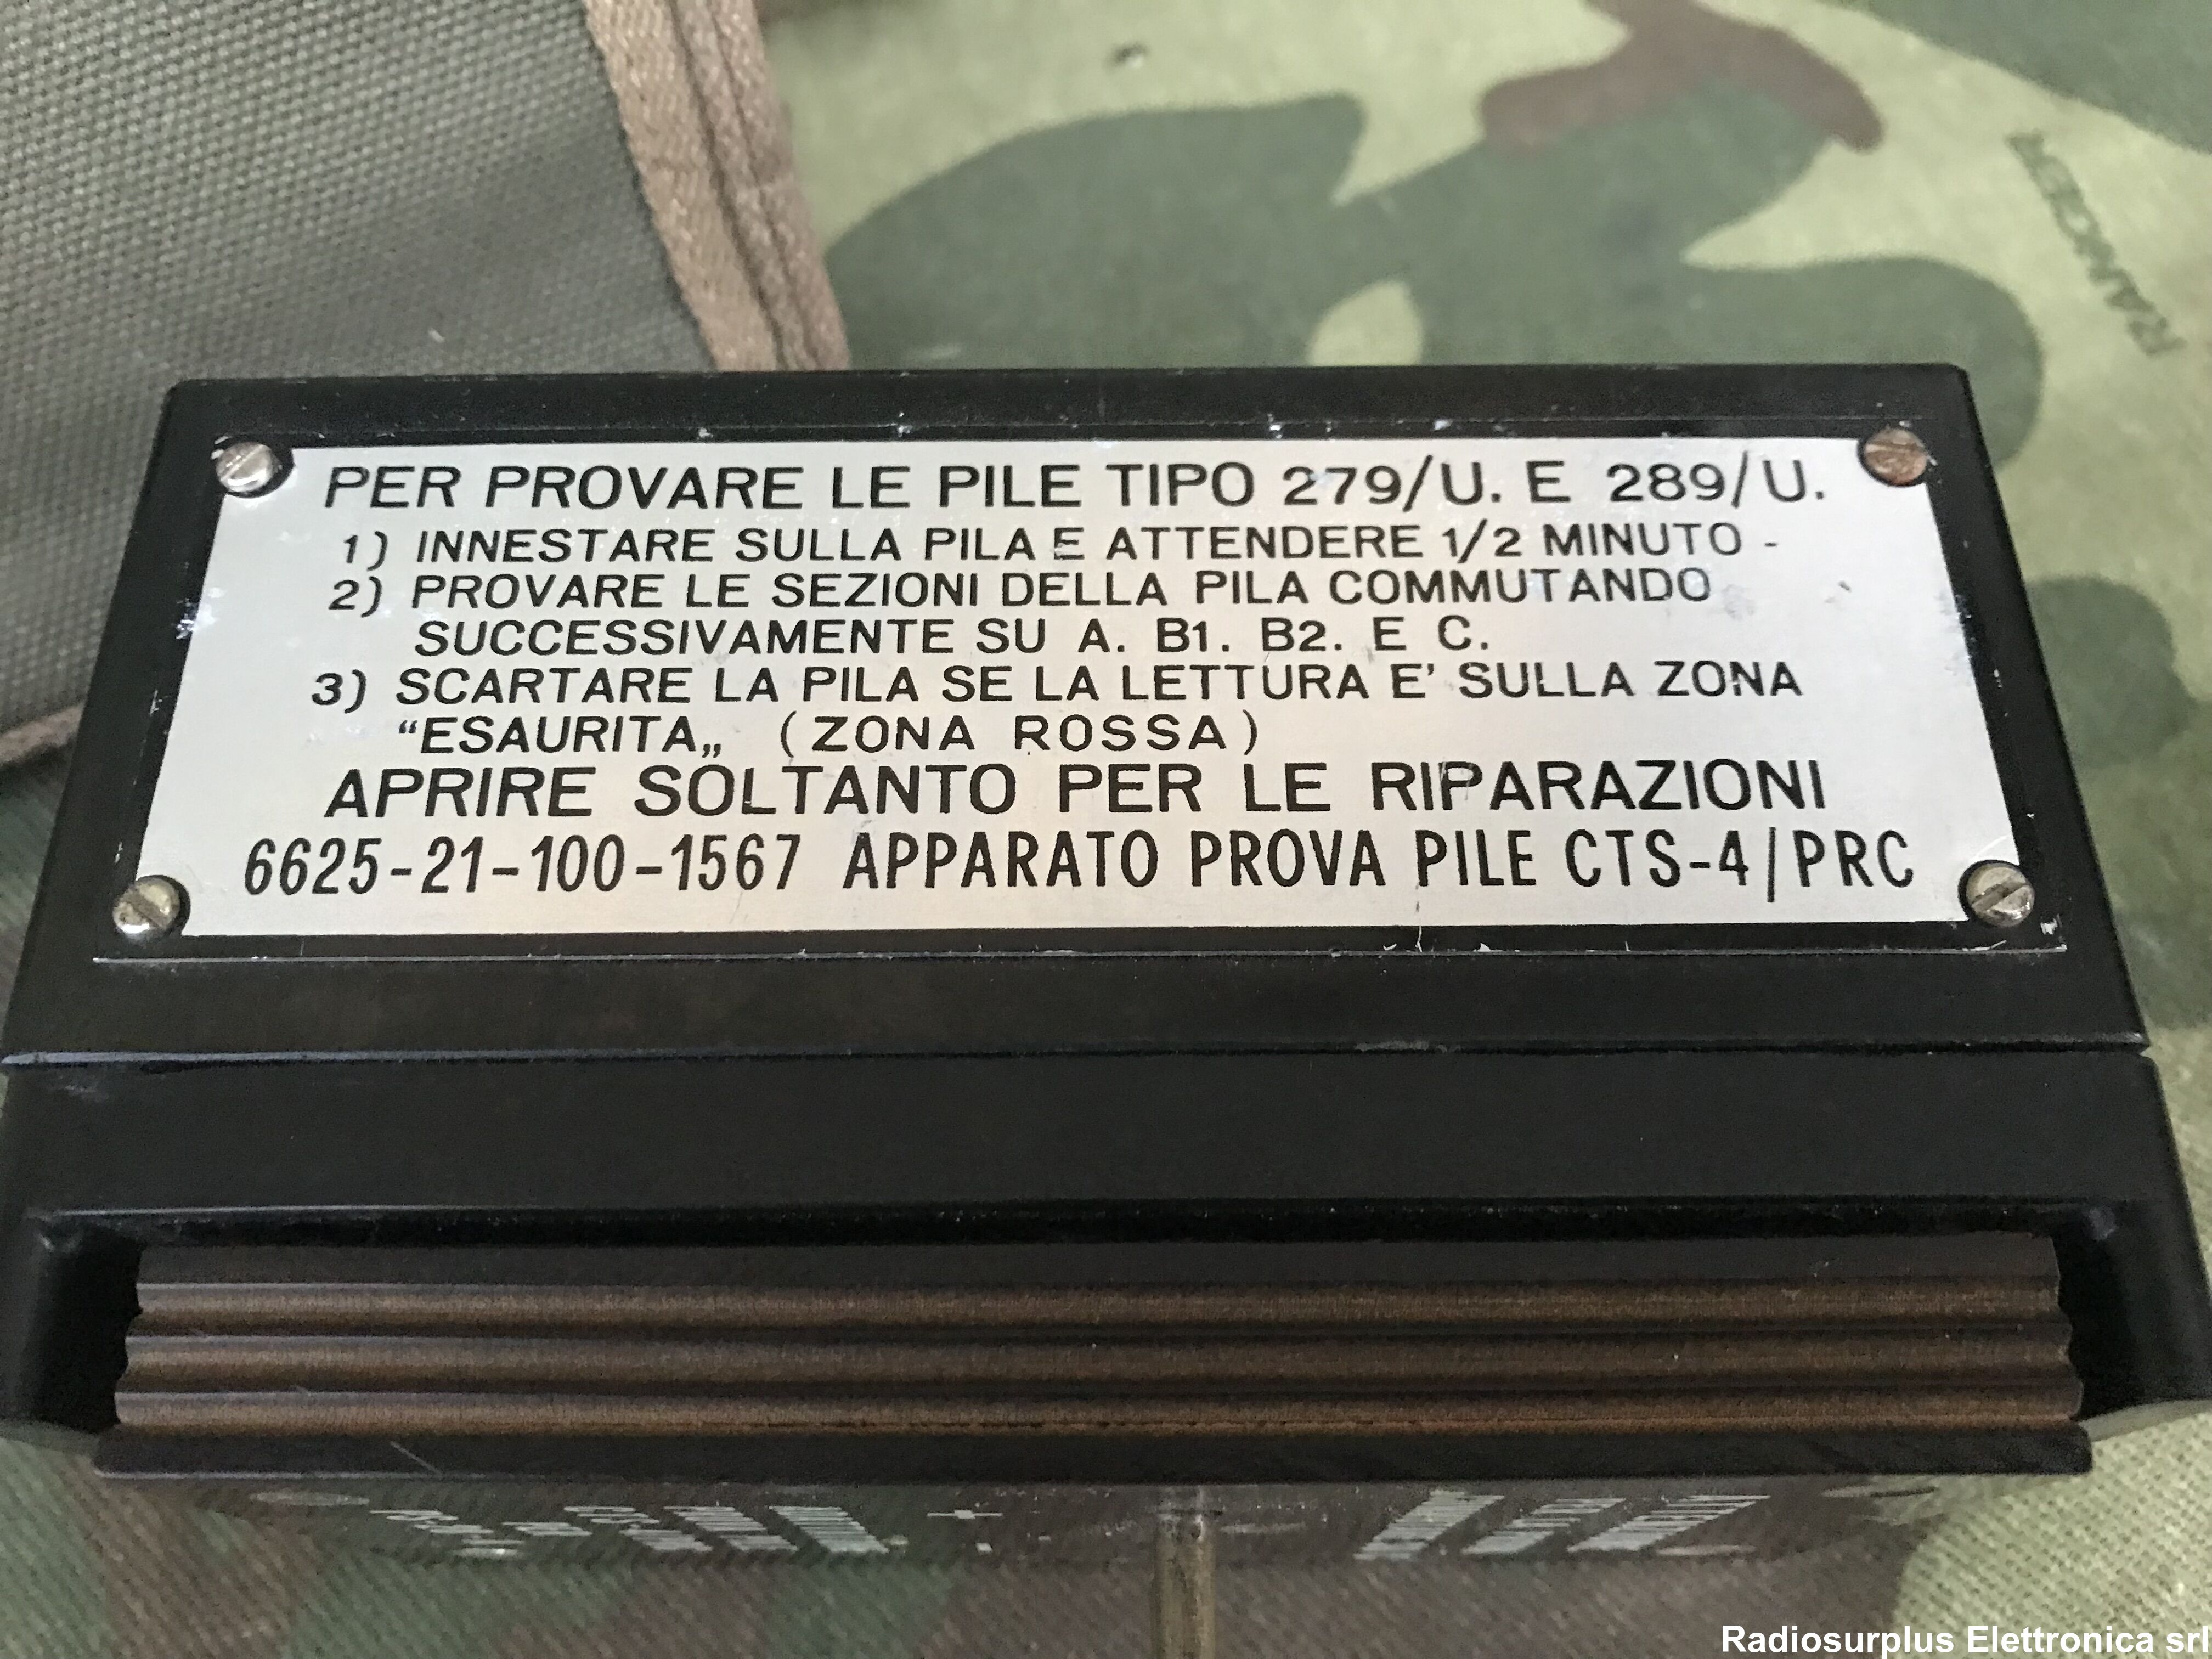 RANGER
PER PROVARE LE PILE TIPO 279/U. E 289/U.
1) INNESTARE SULLA PILA E ATTENDERE 1/2 MINUTO -
2) PROVARE LE SEZIONI DELLA PILA COMMUTANDO
SUCCESSIVAMENTE SU A. B1. B2. E C.
3) SCARTARE LA PILA SE LA LETTURA E' SULLA ZONA
“ESAURITA„ (ZONA ROSSA)
APRIRE SOLTANTO PER LE RIPARAZIONI
6625-21-100-1567 APPARATO PROVA PILE CTS-4/PRC
Radiosurplus Elettronica srl